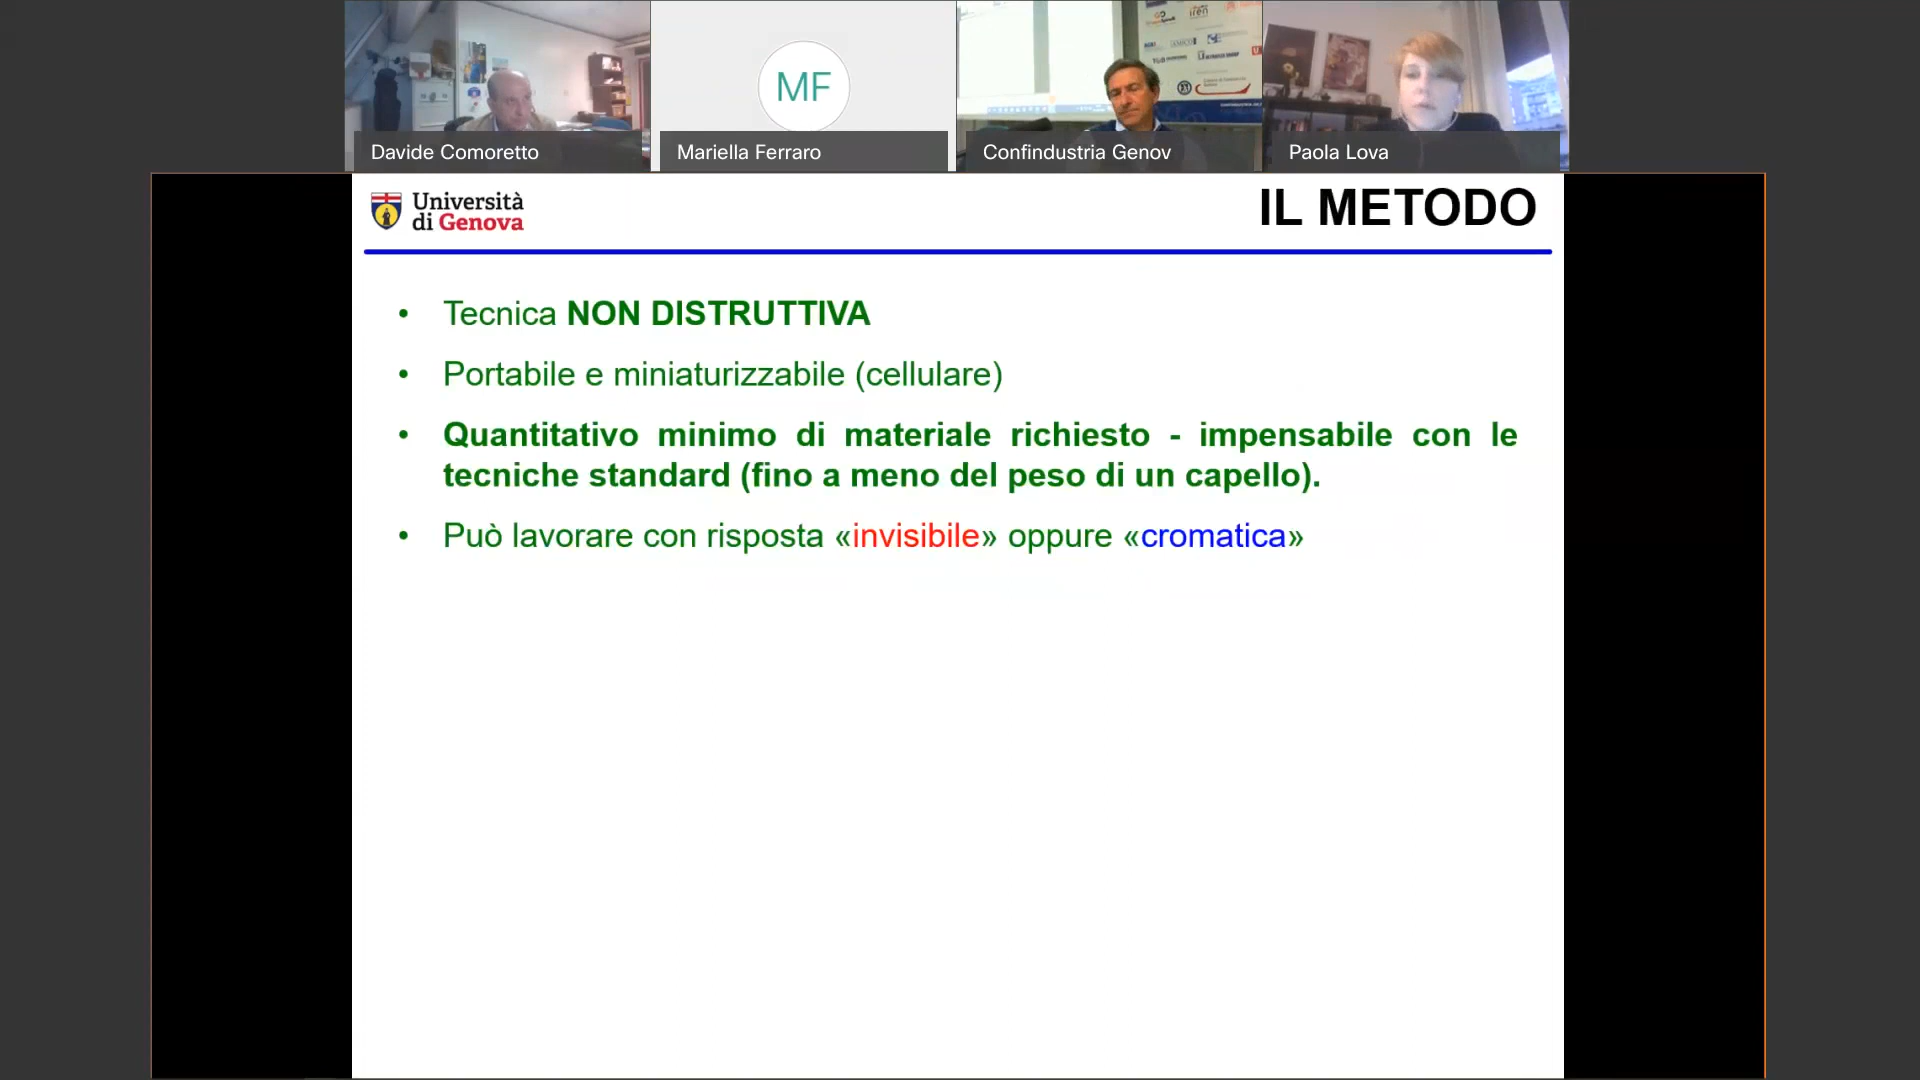 iren
AMICO
MF
Davide Comoretto
Mariella Ferraro
Confindustria Genov
Paola Lova
Università
di Genova
IL METODO
• Tecnica NON DISTRUTTIVA
• Portabile e miniaturizzabile (cellulare)
• Quantitativo minimo di materiale richiesto - impensabile con le
tecniche standard (fino a meno del peso di un capello).
• Può lavorare con risposta «invisibile» oppure «cromatica»